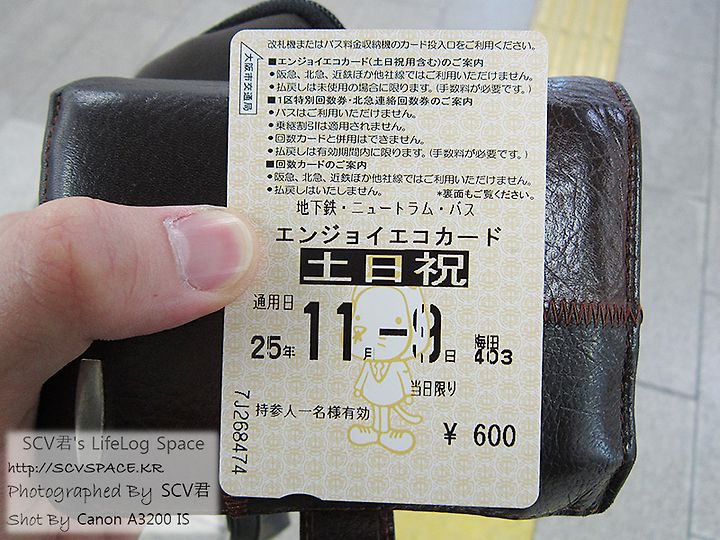 改札機またはバス料金収納機のカード投入口をご利用ください。
大阪市交通局
■エンジョイエコカード(土日祝用含む)のご案内
●阪急、北急、近鉄ほか他社線ではご利用いただけません。
●払戻しは未使用の場合に限ります。(手数料が必要です。)
■1区特別回数券・北急連絡回数券のご案内
●バスはご利用いただけません。
●乗継割引は適用されません。
●回数カードと併用はできません。
●払戻しは有効期間内に限ります。(手数料が必要です。)
■回数カードのご案内
●阪急、北急、近鉄ほか他社線ではご利用いただけません。
●払戻しはいたしません。 *裏面もご覧ください。
地下鉄・ニュートラム・バス
エンジョイエコカード
土日祝
通用日
25年 11月-9日 梅田
403
当日限り
持参人一名様有効
¥ 600
7J268474
SCV君's LifeLog Space
http://SCVSPACE.KR
Photographed By SCV君
Shot By Canon A3200 IS